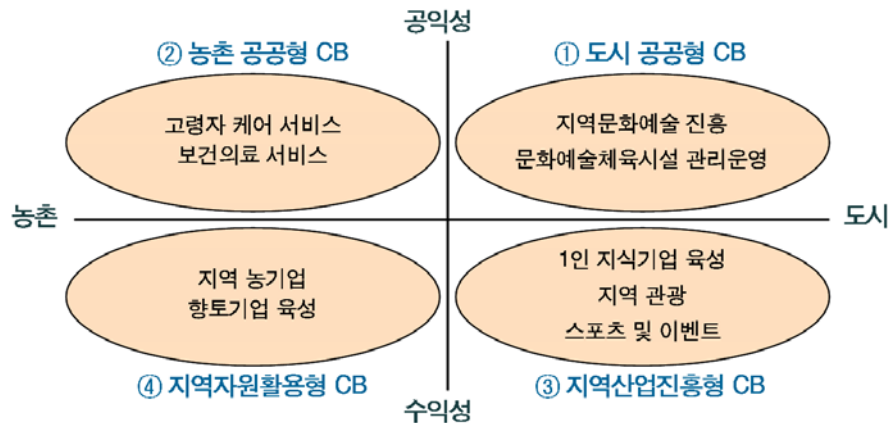 공익성
② 농촌 공공형 CB
① 도시 공공형 CB
고령자 케어 서비스
보건의료 서비스
지역문화예술 진흥
문화예술체육시설 관리운영
농촌
도시
지역 농기업
향토기업 육성
1인 지식기업 육성
지역 관광
스포츠 및 이벤트
④ 지역자원활용형 CB
③ 지역산업진흥형 CB
수익성